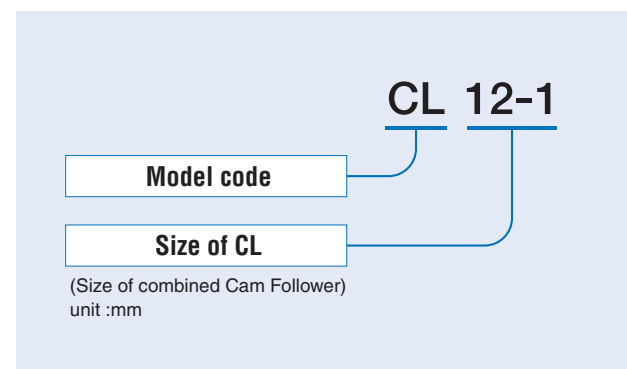 CL 12-1
Model code
Size of CL
(Size of combined Cam Follower)
unit :mm